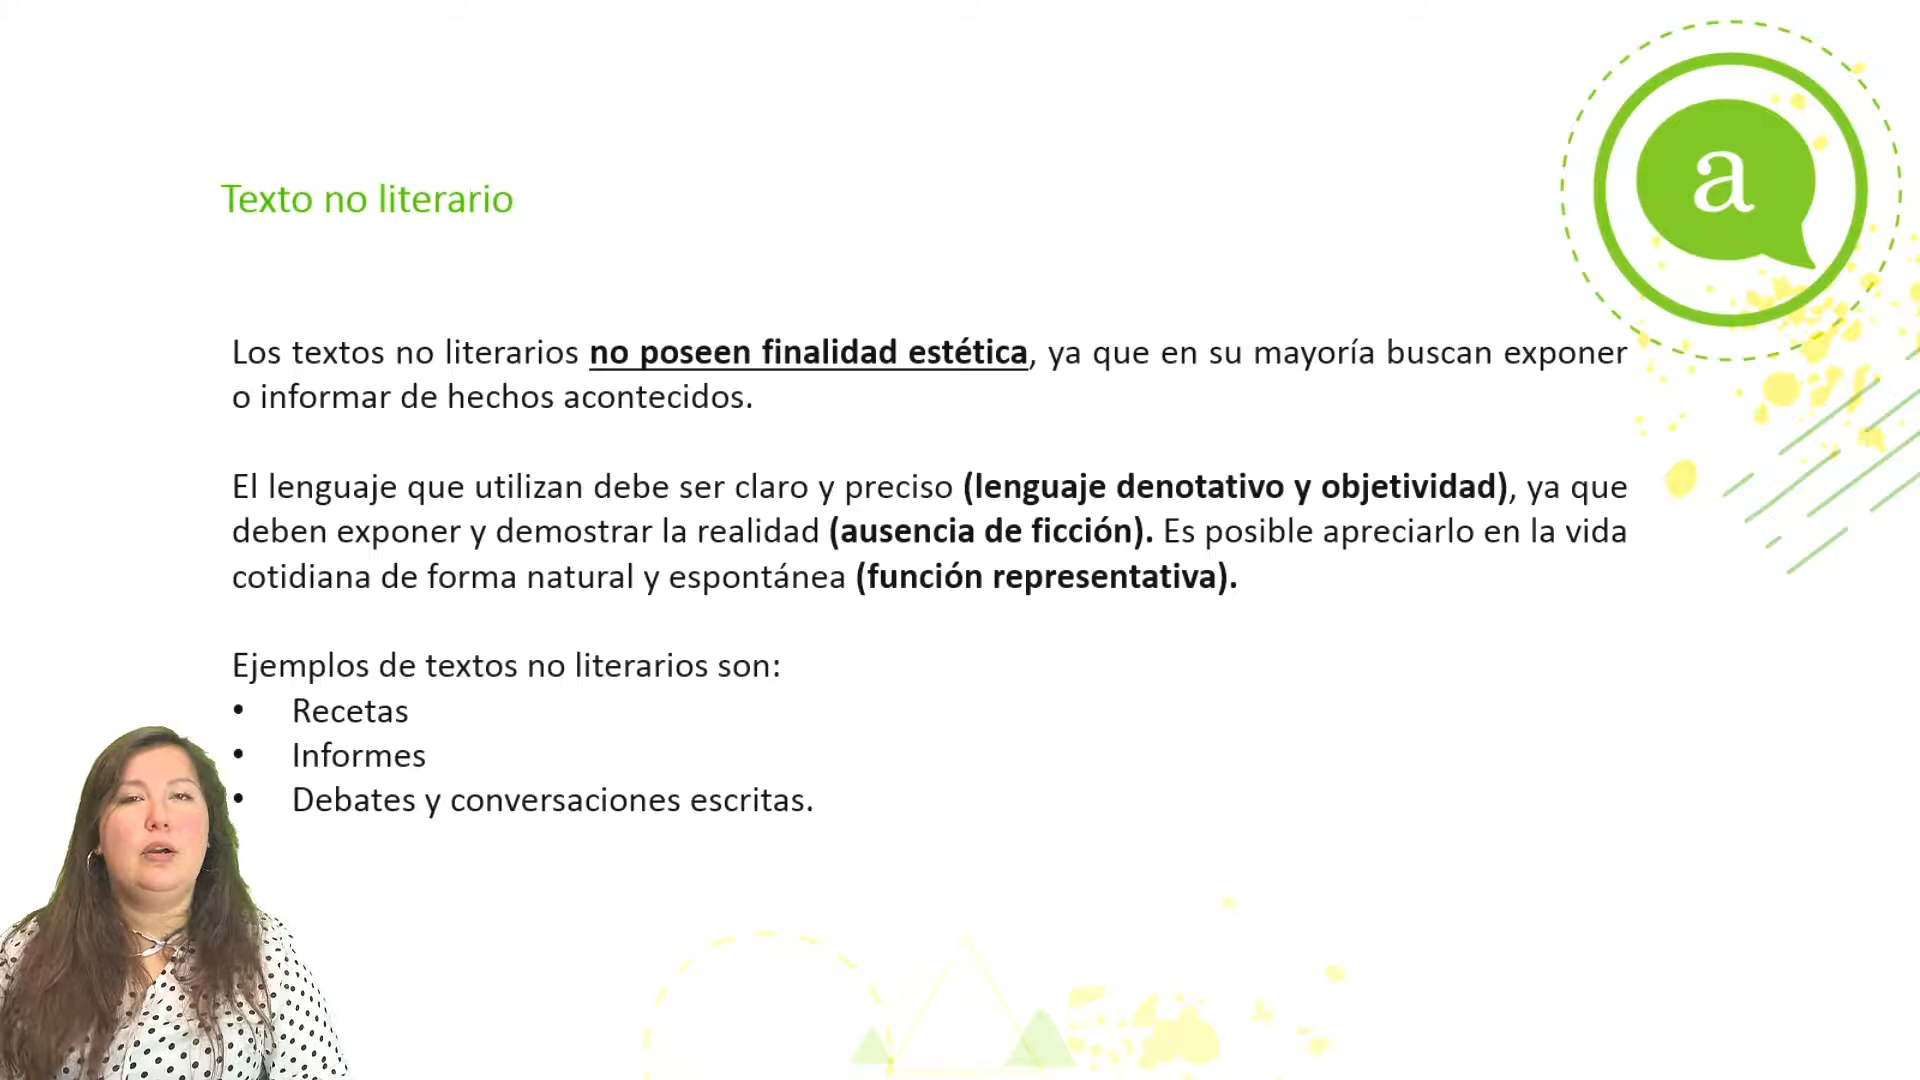 a
Texto no literario
Los textos no literarios no poseen finalidad estética, ya que en su mayoría buscan exponer
o informar de hechos acontecidos.
El lenguaje que utilizan debe ser claro y preciso (lenguaje denotativo y objetividad), ya que
deben exponer y demostrar la realidad (ausencia de ficción). Es posible apreciarlo en la vida
cotidiana de forma natural y espontánea (función representativa).
Ejemplos de textos no literarios son:
• Recetas
• Informes
• Debates y conversaciones escritas.